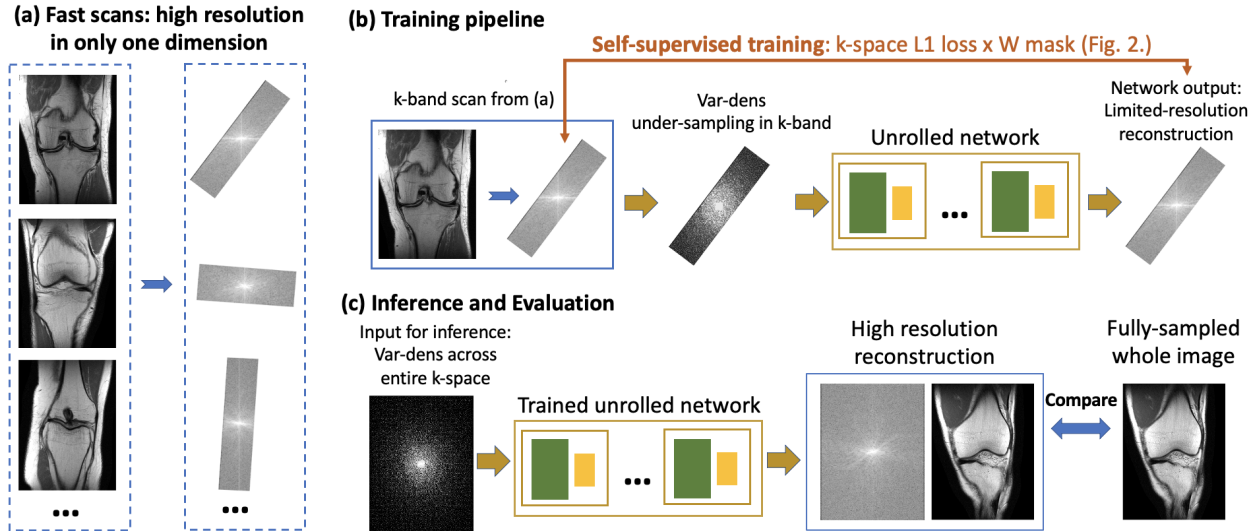 (a) Fast scans: high resolution
in only one dimension
...
...
(b) Training pipeline
Self-supervised training: k-space L1 loss x W mask (Fig. 2.)
k-band scan from (a)
Var-dens
under-sampling in k-band
Unrolled network
...
Network output:
Limited-resolution
reconstruction
(c) Inference and Evaluation
Input for inference:
Var-dens across
entire k-space
Trained unrolled network
...
High resolution
reconstruction
Compare
Fully-sampled
whole image